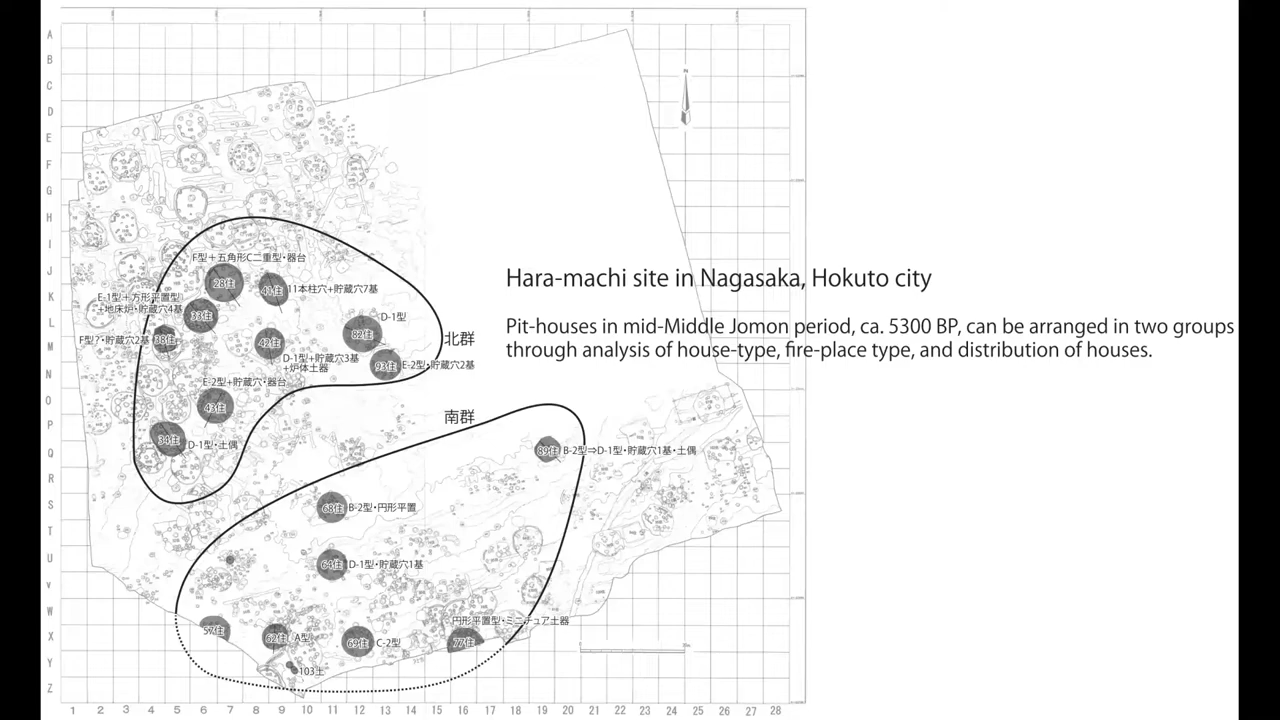 A
B
C
D
E
F
G
H
I
J
K
L
M
N
O
P
Q
R
S
T
U
v
W
X
Y
Z
1 2 3 4 5 6 7 8 9 10 11 12 13 14 15 16 17 18 19 20 21 22 23 24 25 26 27 28
N
Hara-machi site in Nagasaka, Hokuto city
Pit-houses in mid-Middle Jomon period, ca. 5300 BP, can be arranged in two groups
through analysis of house-type, fire-place type, and distribution of houses.
F型+五角形C二重型・器台
28住
41住
11本柱穴+貯蔵穴7基
E-1型+方形平置型
+地床炉・貯蔵穴4基
33住
D-1型
82住
F型?・貯蔵穴2基
38住
42住
北群
D-1型+貯蔵穴3基
+炉体土器
93住
E-2型・貯蔵穴2基
E-2型+貯蔵穴・器台
43住
34住
D-1型・土偶
南群
89住
B-2型⇒D-1型・貯蔵穴1基・土偶
68住
B-2型・円形平置
64住
D-1型・貯蔵穴1基
円形平置型・ミニチュア土器
57住
62住
A型
69住
C-2型
77住
103土